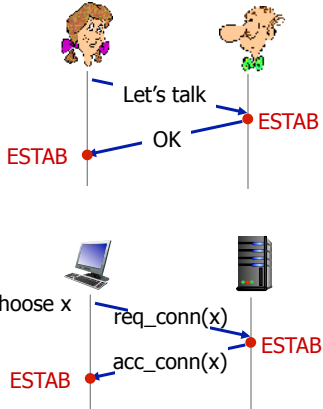 Let's talk
ESTAB
OK
ESTAB
hoose x
req_conn(x)
ESTAB
acc_conn(x)
ESTAB